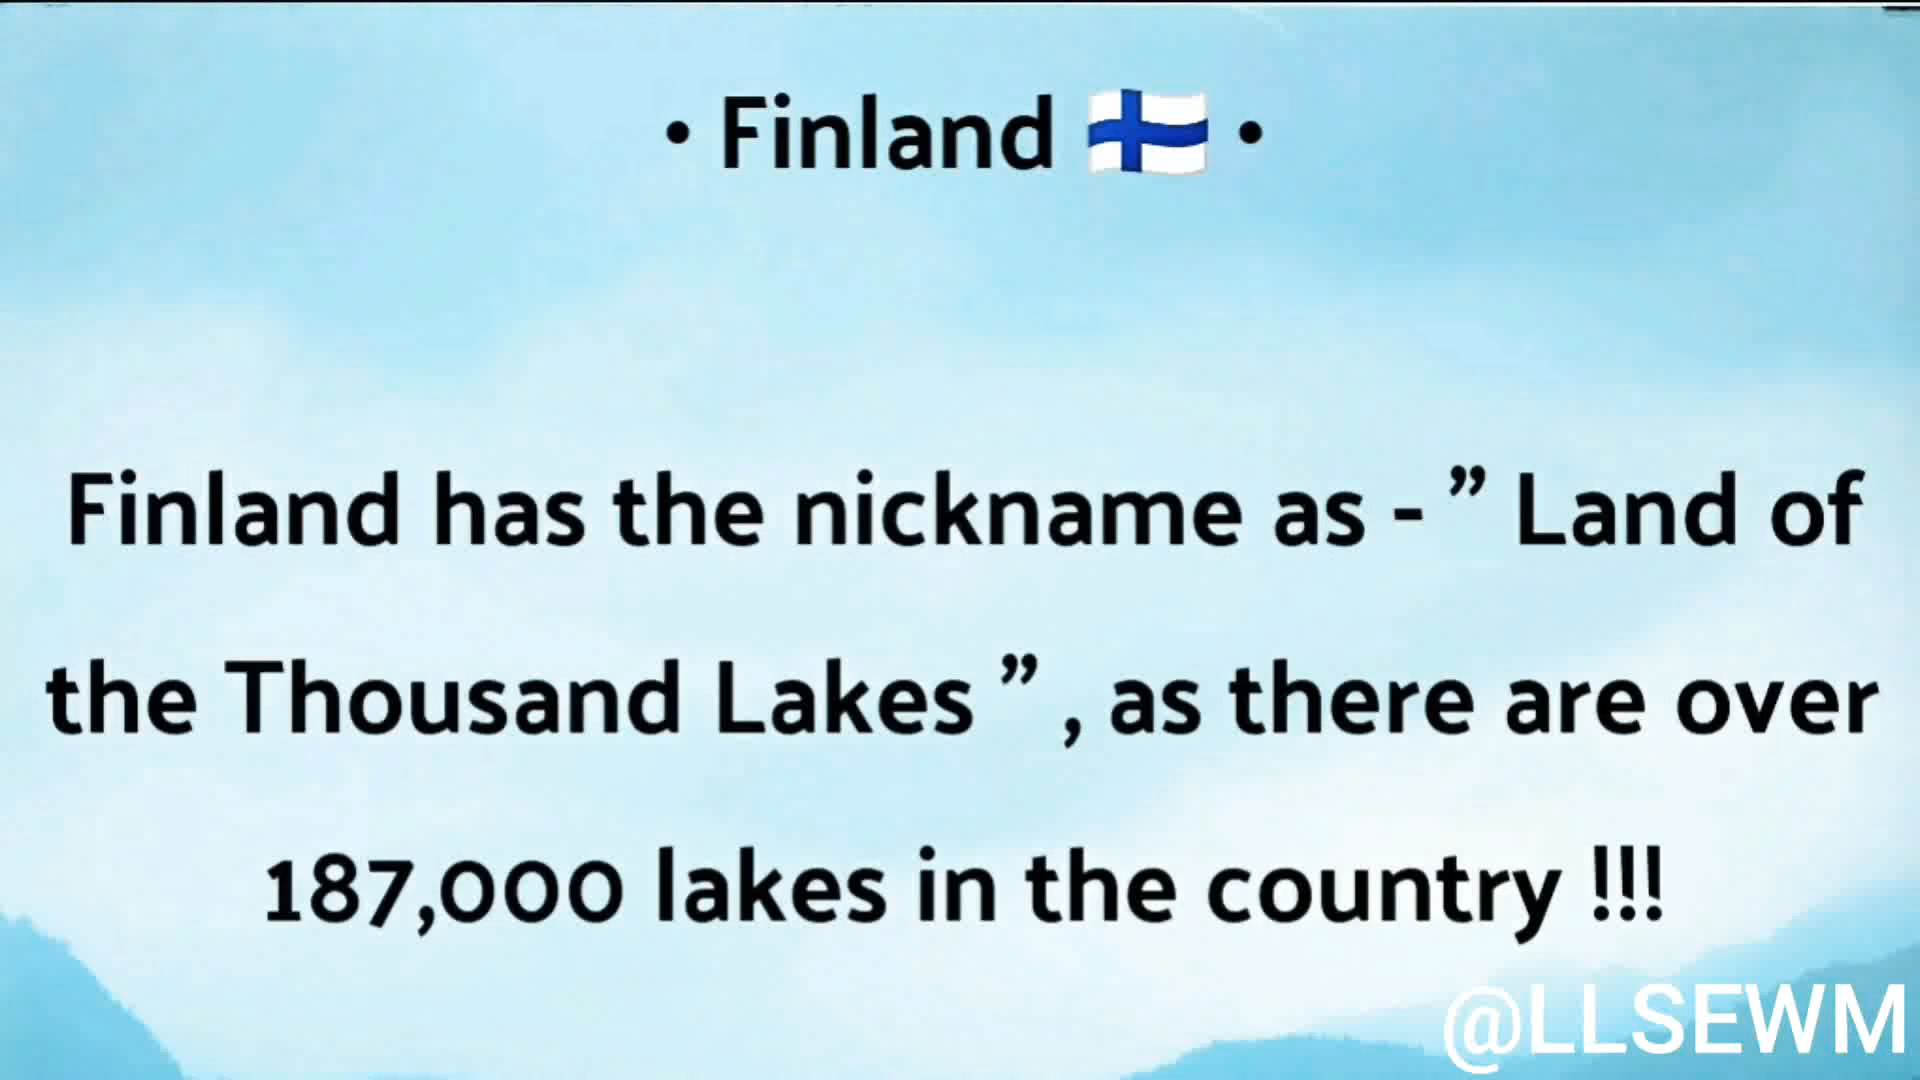 • Finland 🇫🇮 •
Finland has the nickname as - ” Land of
the Thousand Lakes ” , as there are over
187,000 lakes in the country !!!
@LLSEWM